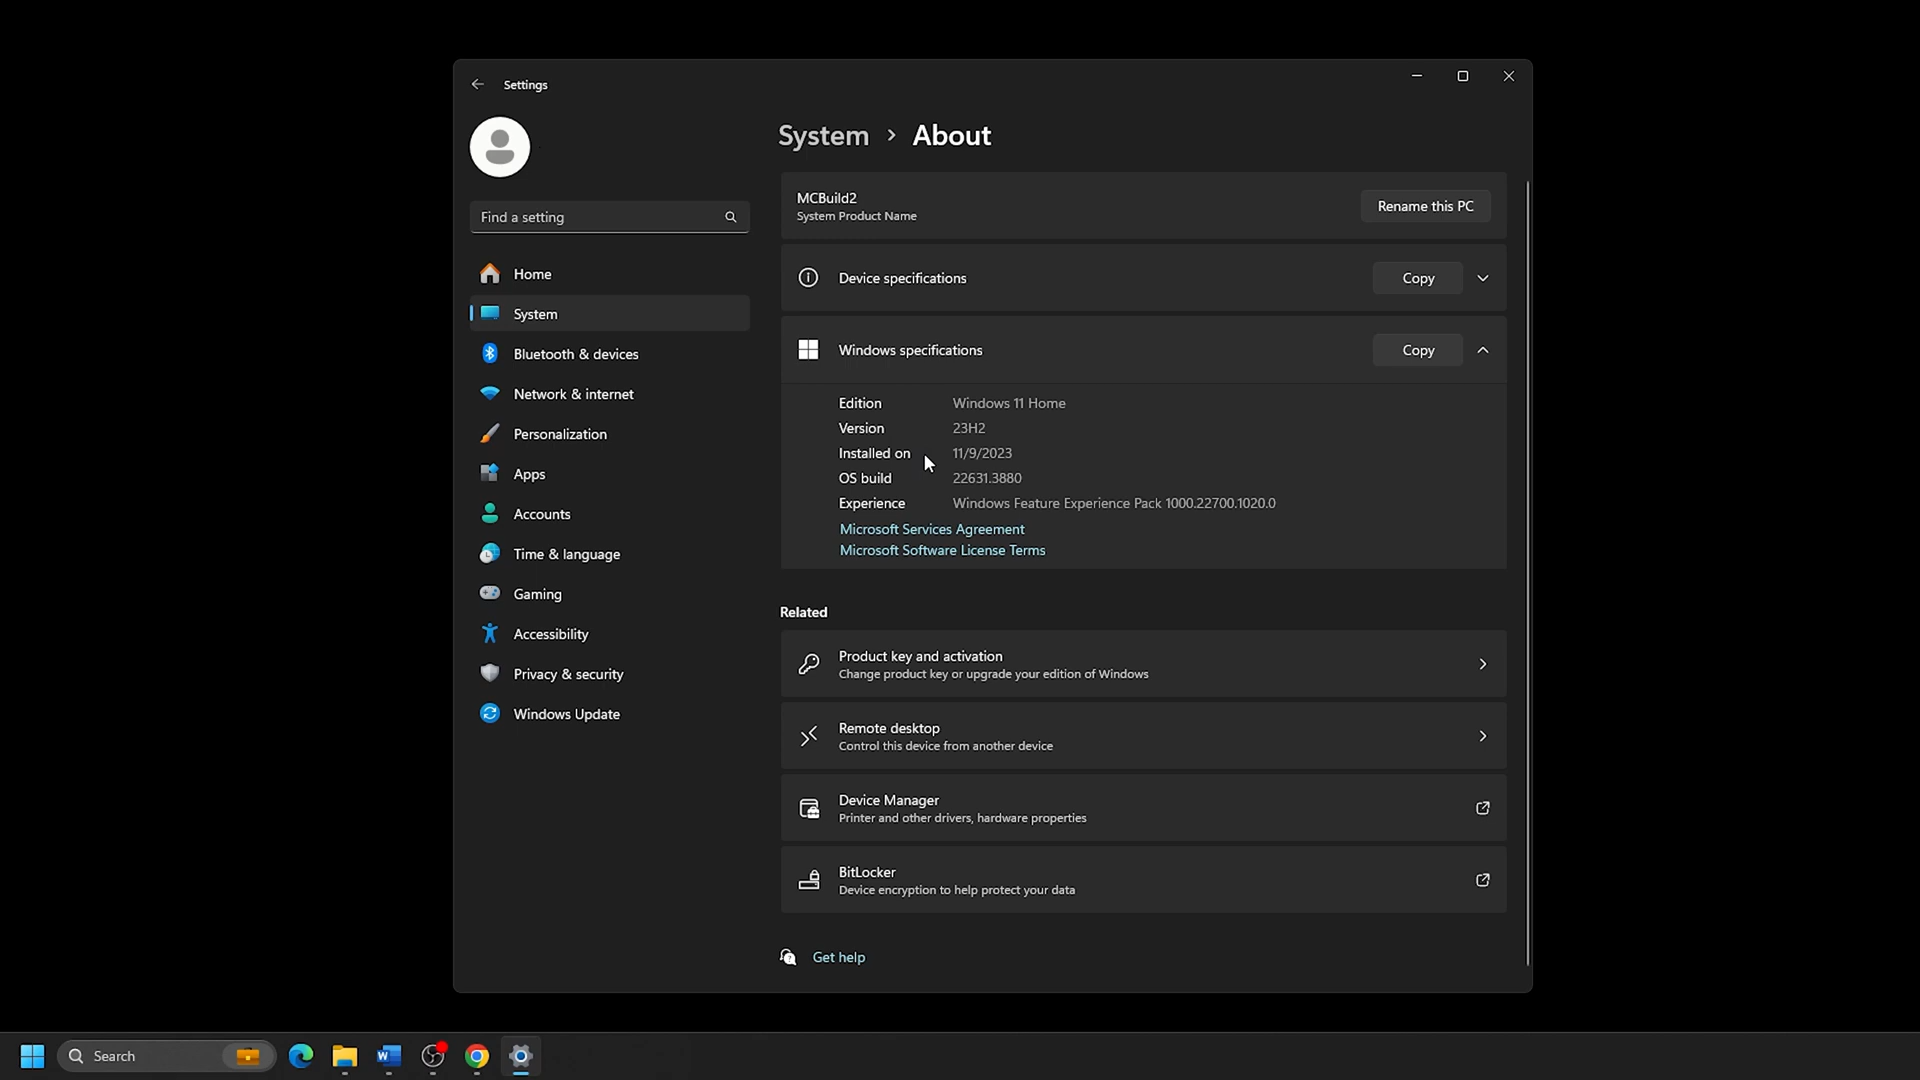 Settings
System > About
MCBuild2
System Product Name
Rename this PC
Find a setting
Home
System
Bluetooth & devices
Network & internet
Personalization
Apps
Accounts
Time & language
Gaming
Accessibility
Privacy & security
Windows Update
Device specifications
Copy
Windows specifications
Copy
Edition Windows 11 Home
Version 23H2
Installed on 11/9/2023
OS build 22631.3880
Experience Windows Feature Experience Pack 1000.22700.1020.0
Microsoft Services Agreement
Microsoft Software License Terms
Related
Product key and activation
Change product key or upgrade your edition of Windows
Remote desktop
Control this device from another device
Device Manager
Printer and other drivers, hardware properties
BitLocker
Device encryption to help protect your data
Get help
Search
W